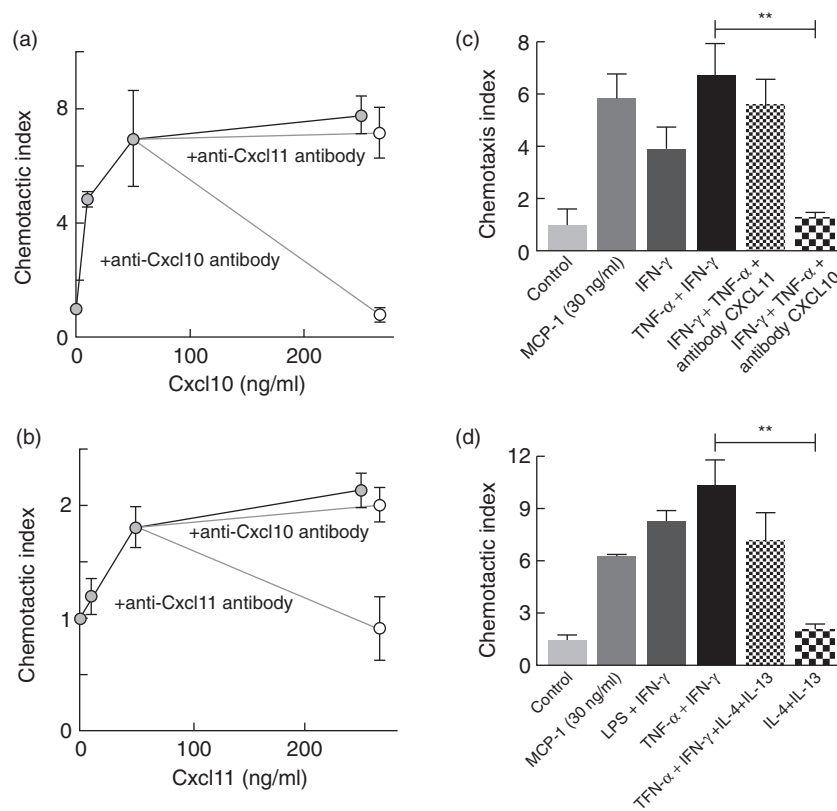 (a)
Chemotactic index
8
4
0
+anti-Cxcl11 antibody
+anti-Cxcl10 antibody
0
100
200
Cxcl10 (ng/ml)
(b)
Chemotactic index
2
1
0
+anti-Cxcl10 antibody
+anti-Cxcl11 antibody
0
100
200
Cxcl11 (ng/ml)
(c)
Chemotaxis index
8
6
4
2
0
**
Control
MCP-1 (30 ng/ml)
IFN-γ
TNF-α + IFN-γ
IFN-γ + TNF-α +
antibody CXCL11
IFN-γ + TNF-α +
antibody CXCL10
(d)
Chemotactic index
12
9
6
3
0
**
Control
MCP-1 (30 ng/ml)
LPS + IFN-γ
TNF-α + IFN-γ
TFN-α + IFN-γ+IL-4+IL-13
IL-4+IL-13